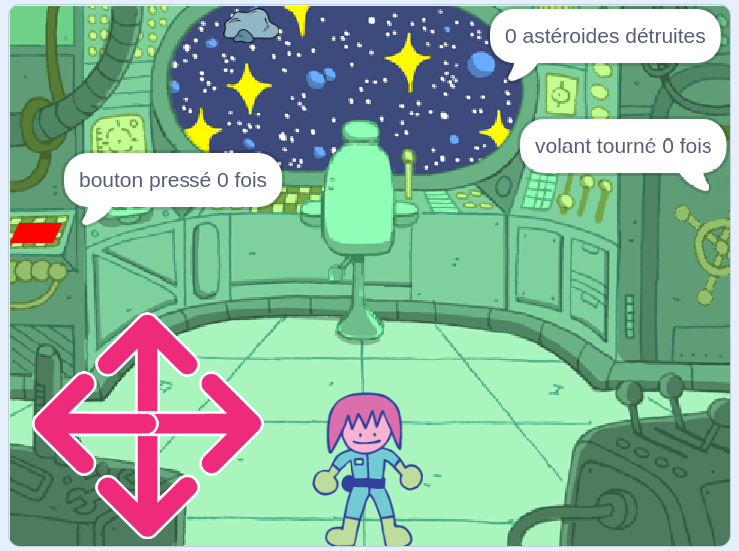 0 astéroides détruites
volant tourné 0 fois
bouton pressé 0 fois